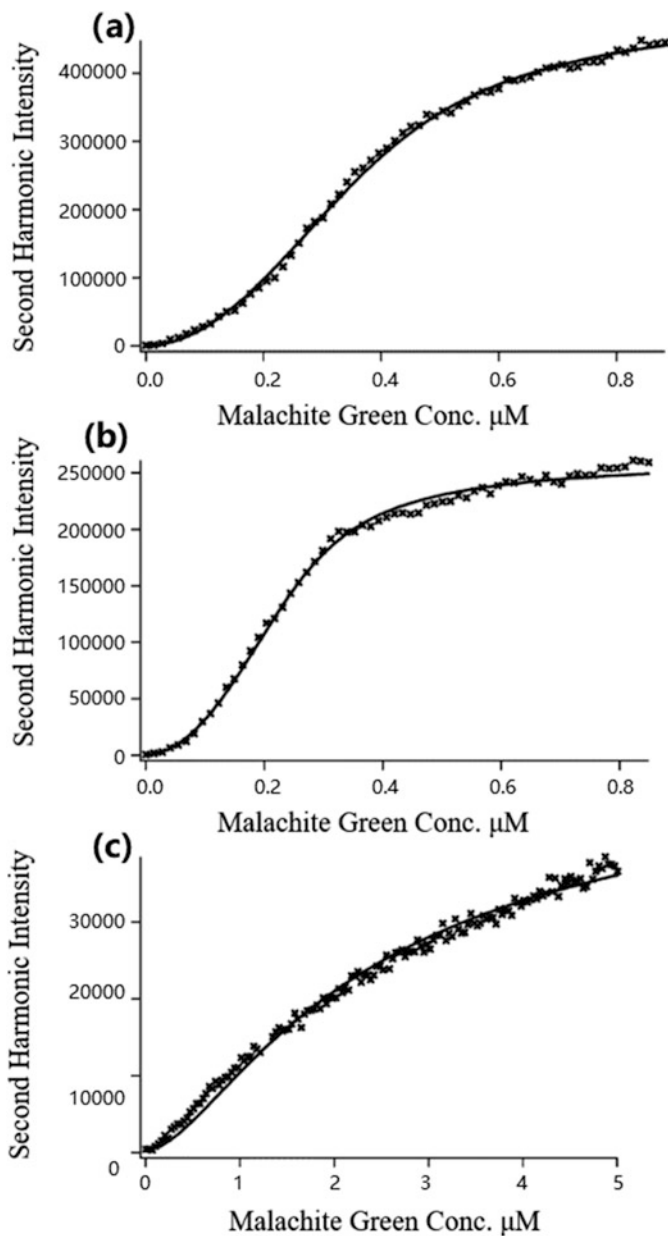 (a)
Second Harmonic Intensity
400000
300000
200000
100000
0
0.0 0.2 0.4 0.6 0.8
Malachite Green Conc. μM
(b)
Second Harmonic Intensity
250000
200000
150000
100000
50000
0
0.0 0.2 0.4 0.6 0.8
Malachite Green Conc. μM
(c)
Second Harmonic Intensity
30000
20000
10000
0
0 1 2 3 4 5
Malachite Green Conc. μM